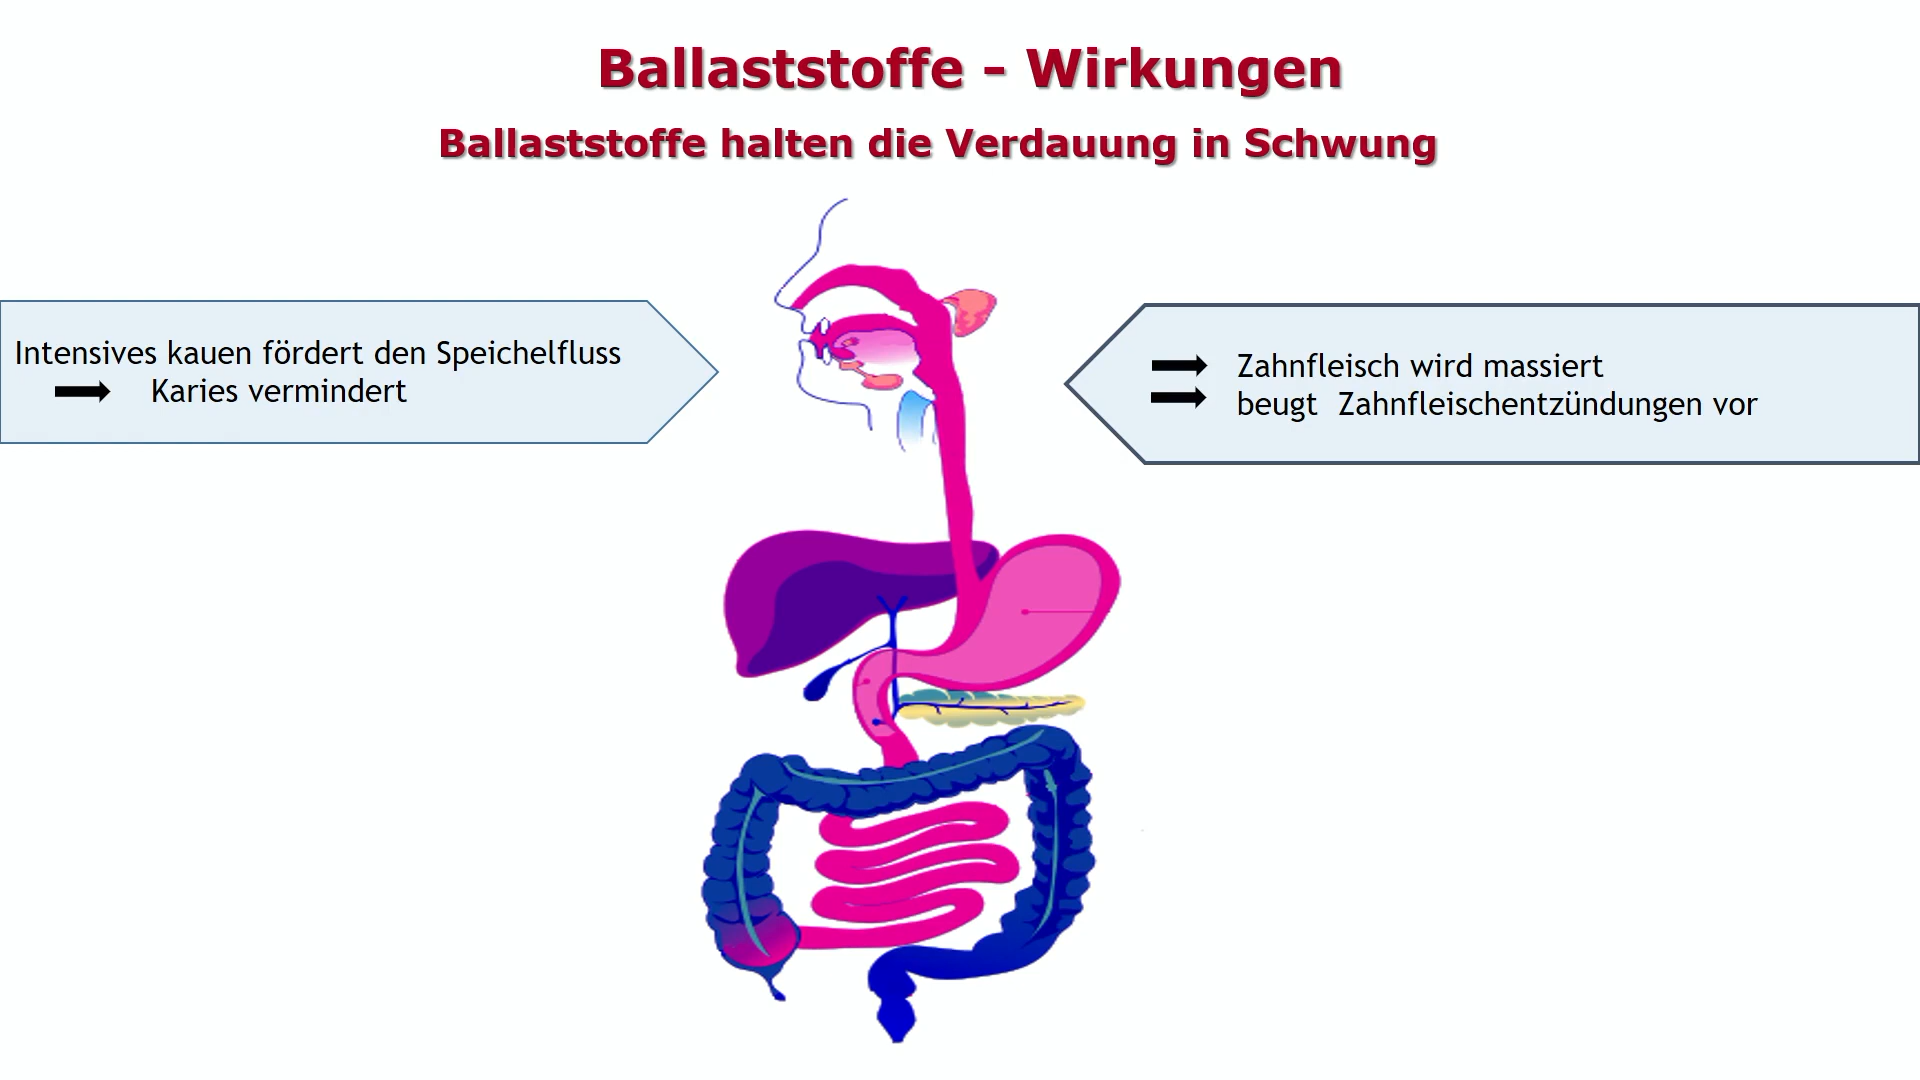 Ballaststoffe - Wirkungen
Ballaststoffe halten die Verdauung in Schwung
Intensives kauen fördert den Speichelfluss
Karies vermindert
Zahnfleisch wird massiert
beugt  Zahnfleischentzündungen vor